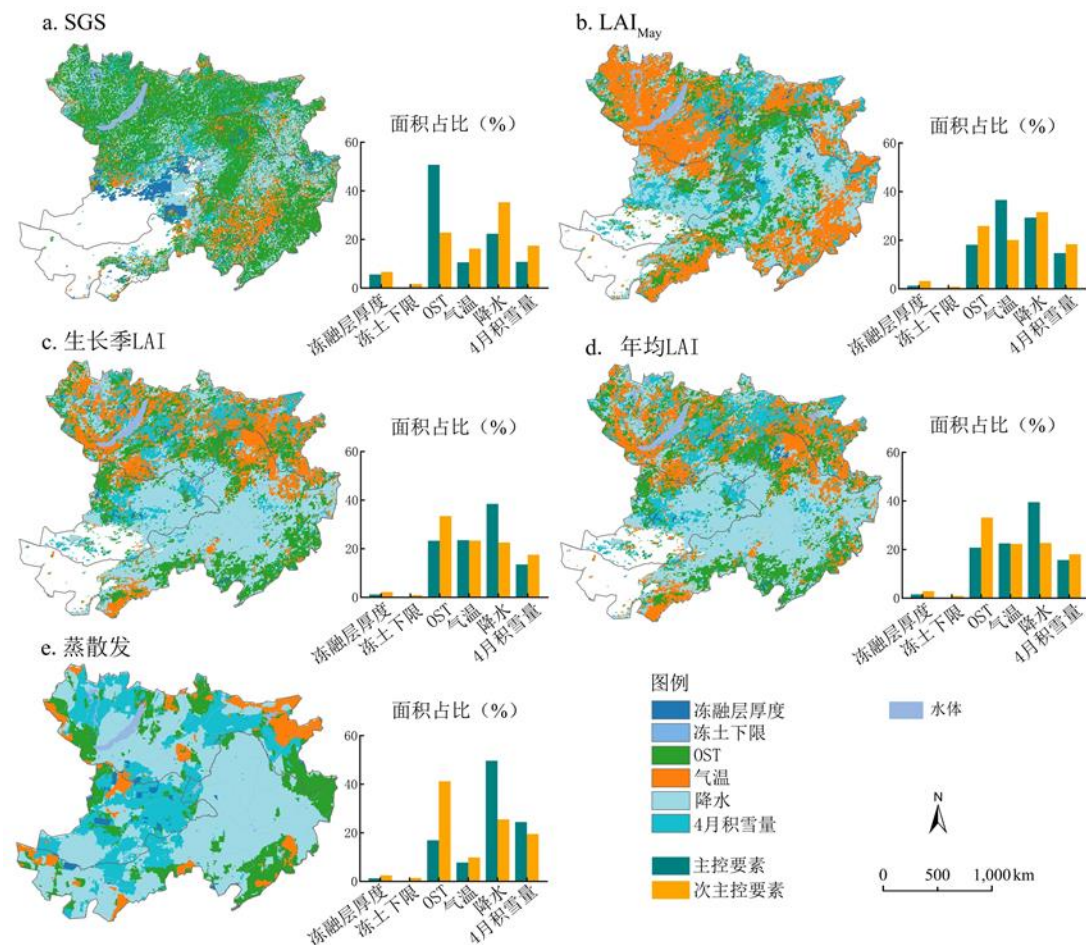 a. SGS
b. LAI_May
面积占比（%）
60
40
20
0
冻融层厚度
冻土下限
OST
气温
降水
4月积雪量
面积占比（%）
60
40
20
0
冻融层厚度
冻土下限
OST
气温
降水
4月积雪量
c. 生长季LAI
d. 年均LAI
面积占比（%）
60
40
20
0
冻融层厚度
冻土下限
OST
气温
降水
4月积雪量
面积占比（%）
60
40
20
0
冻融层厚度
冻土下限
OST
气温
降水
4月积雪量
e. 蒸散发
面积占比（%）
60
40
20
0
冻融层厚度
冻土下限
OST
气温
降水
4月积雪量
图例
冻融层厚度
冻土下限
OST
气温
降水
4月积雪量
主控要素
次主控要素
水体
N
0 500 1,000 km